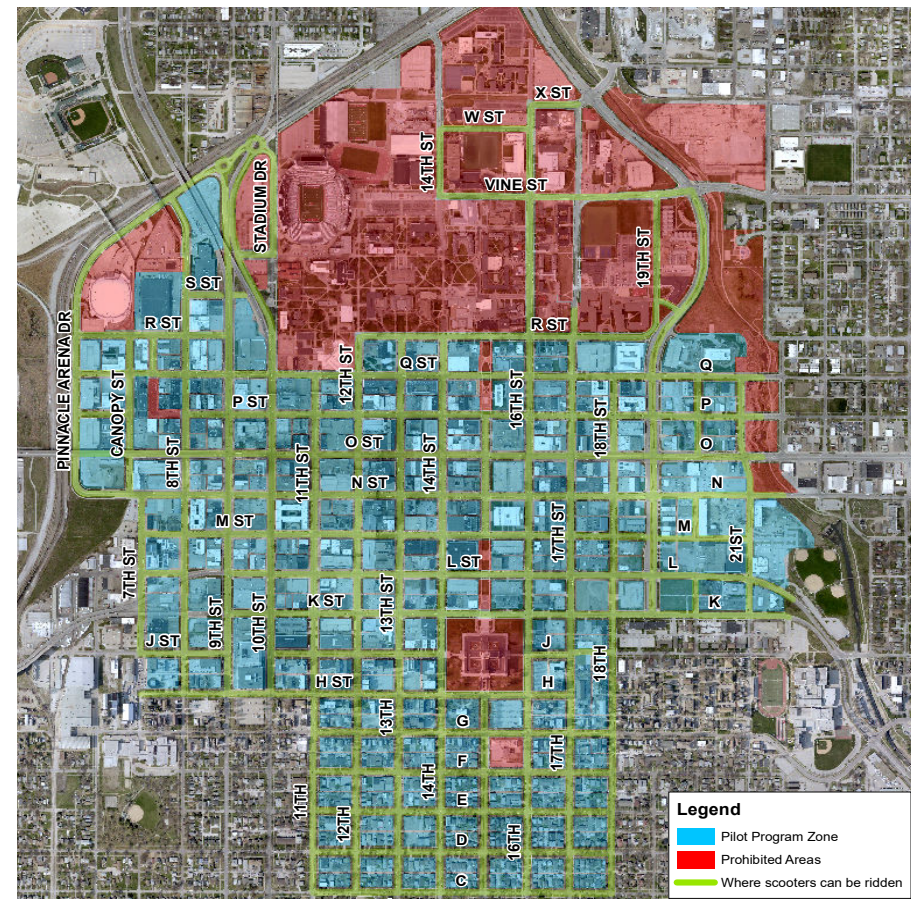 X ST
W ST
14TH ST
VINE ST
STADIUM DR
19TH ST
S ST
R ST
R ST
PINNACLE ARENA DR
CANOPY ST
12TH ST
Q ST
Q
16TH ST
P ST
P
8TH ST
11TH ST
O ST
14TH ST
18TH ST
O
N ST
N
M ST
17TH ST
M
21ST
7TH ST
L ST
L
9TH ST
10TH ST
K ST
13TH ST
K
J ST
J
18TH
H ST
H
13TH
G
17TH
F
14TH
11TH
12TH
E
16TH
D
C
Legend
Pilot Program Zone
Prohibited Areas
Where scooters can be ridden